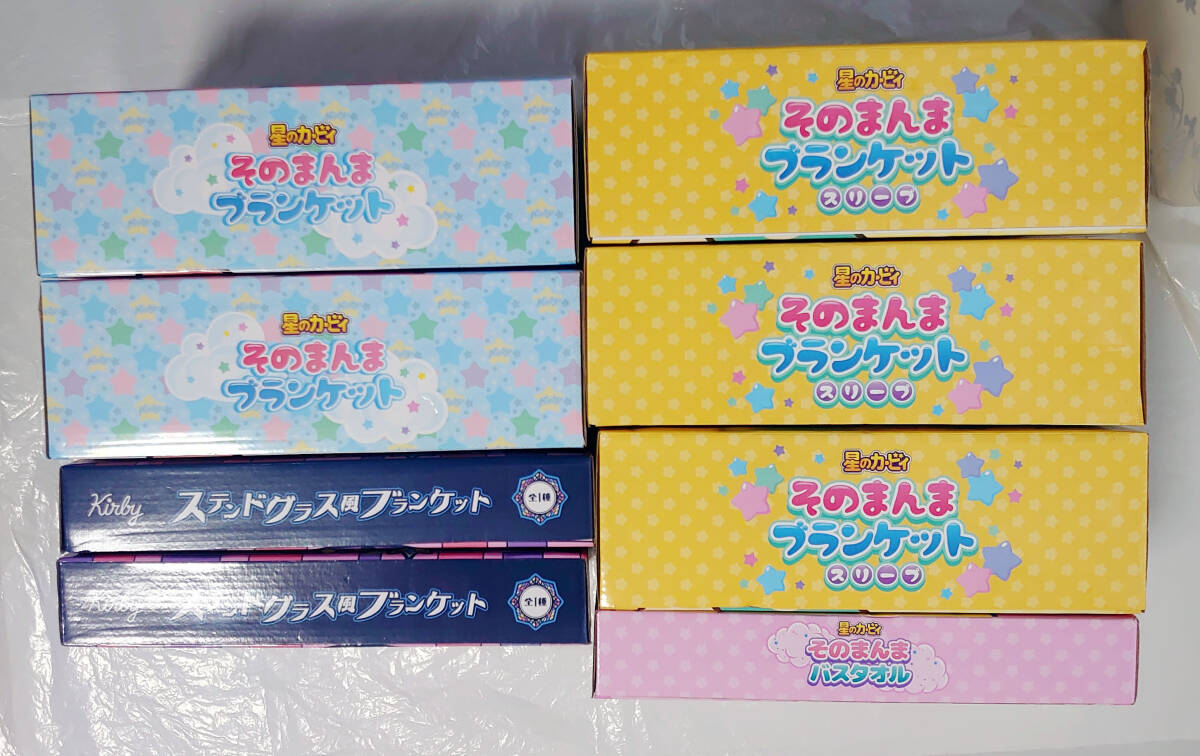 星のカービィ
そのまんま
ブランケット
星のカービィ
そのまんま
ブランケット
Kirby ステンドグラス風ブランケット 全1種
Kirby ステンドグラス風ブランケット 全1種
星のカービィ
そのまんま
ブランケット
スリープ
星のカービィ
そのまんま
ブランケット
スリープ
星のカービィ
そのまんま
ブランケット
スリープ
星のカービィ
そのまんま
バスタオル